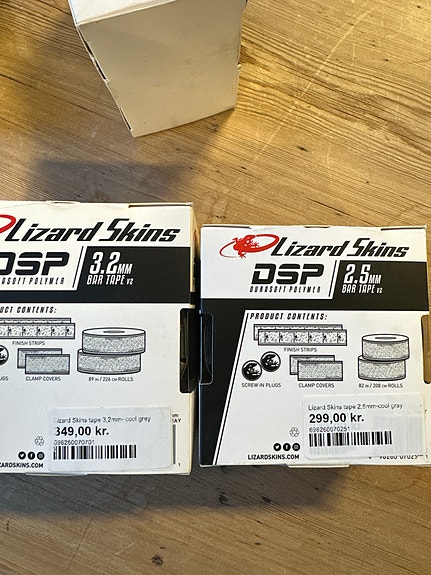 Lizard Skins
DSP
DURASOFT POLYMER
3.2MM
BAR TAPE V2
PRODUCT CONTENTS:
FINISH STRIPS
CLAMP COVERS
89 IN / 226 CM ROLLS
Lizard Skins tape 3,2mm- cool grey
349,00 kr.
LIZARDSKINS.COM
Lizard Skins
DSP
DURASOFT POLYMER
2.5MM
BAR TAPE V2
PRODUCT CONTENTS:
FINISH STRIPS
SCREW IN PLUGS
CLAMP COVERS
82 IN / 208 CM ROLLS
Lizard Skins tape 2,5mm-cool gray
299,00 kr.
696260070251
LIZARDSKINS.COM